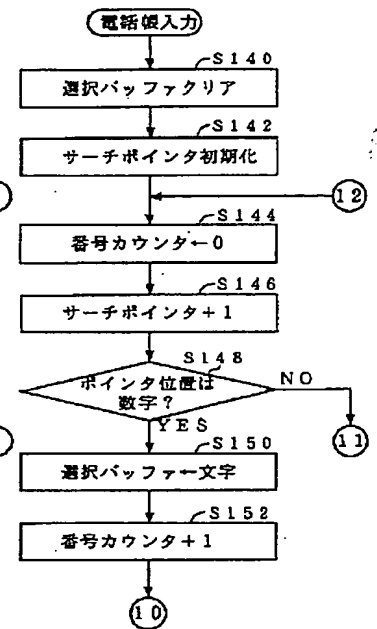 電話帳入力
S140
選択バッファクリア
S142
サーチポインタ初期化
12
S144
番号カウンタ←0
S146
サーチポインタ+1
S148
ポインタ位置は
数字?
NO
11
YES
S150
選択バッファ←文字
S152
番号カウンタ+1
10